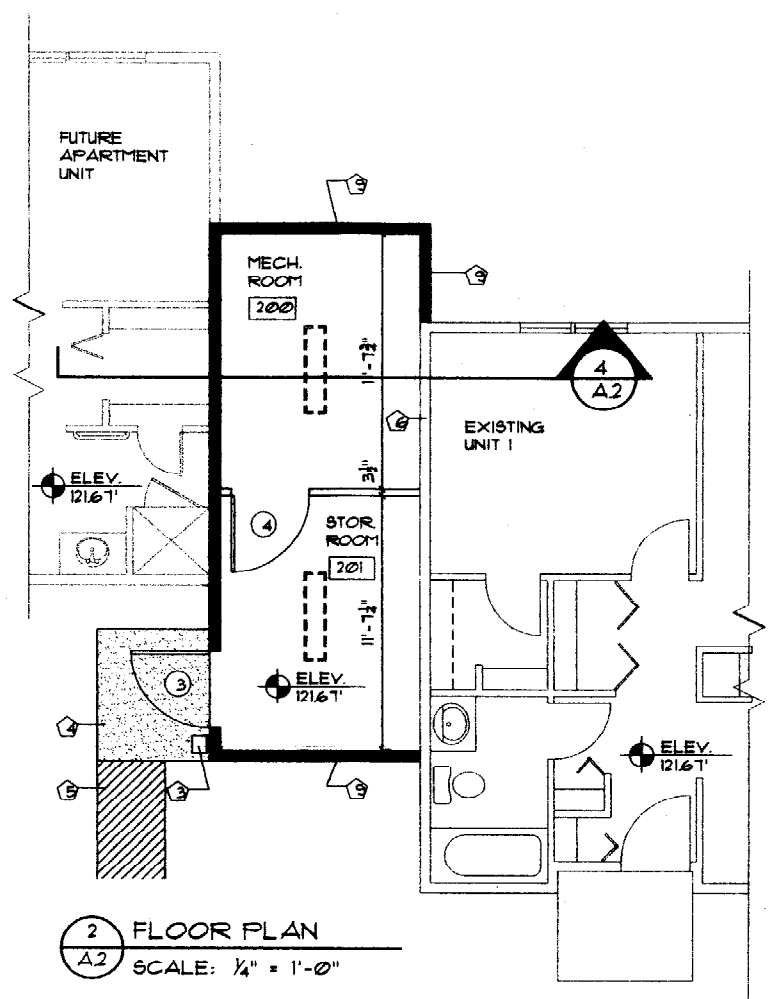 FUTURE
APARTMENT
UNIT
9
MECH.
ROOM
200
9
11'-7½"
4
A.2
6
EXISTING
UNIT 1
3½"
ELEV.
121.67'
4
STOR.
ROOM
201
11'-7½"
3
ELEV.
121.67'
4
ELEV.
121.67'
5
3
9
2
A.2
FLOOR PLAN
SCALE: ¼" = 1'-0"